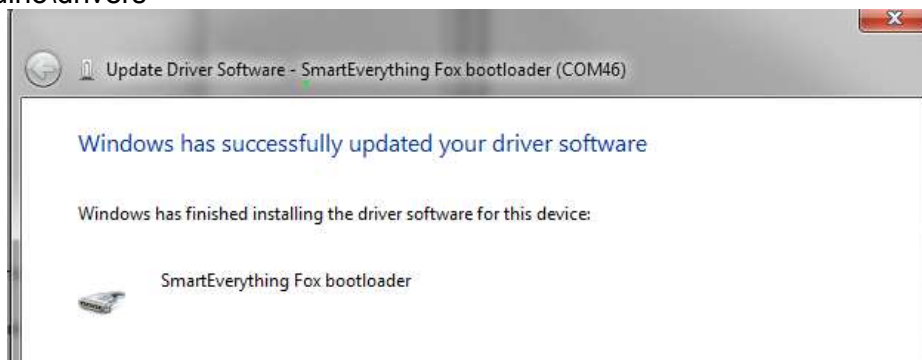 Update Driver Software - SmartEverything Fox bootloader (COM46)
Windows has successfully updated your driver software
Windows has finished installing the driver software for this device:
SmartEverything Fox bootloader